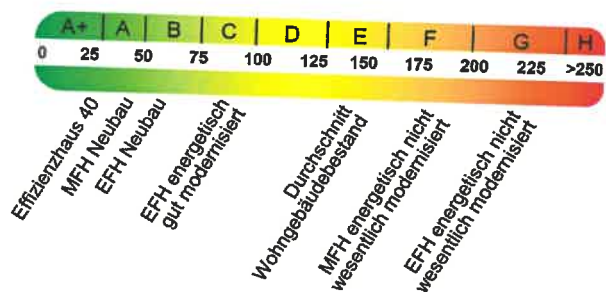 A+ A B C D E F G H
0 25 50 75 100 125 150 175 200 225 >250
Effizienzhaus 40
MFH Neubau
EFH Neubau
EFH energetisch
gut modernisiert
Durchschnitt
Wohngebäudebestand
MFH energetisch nicht
wesentlich modernisiert
EFH energetisch nicht
wesentlich modernisiert